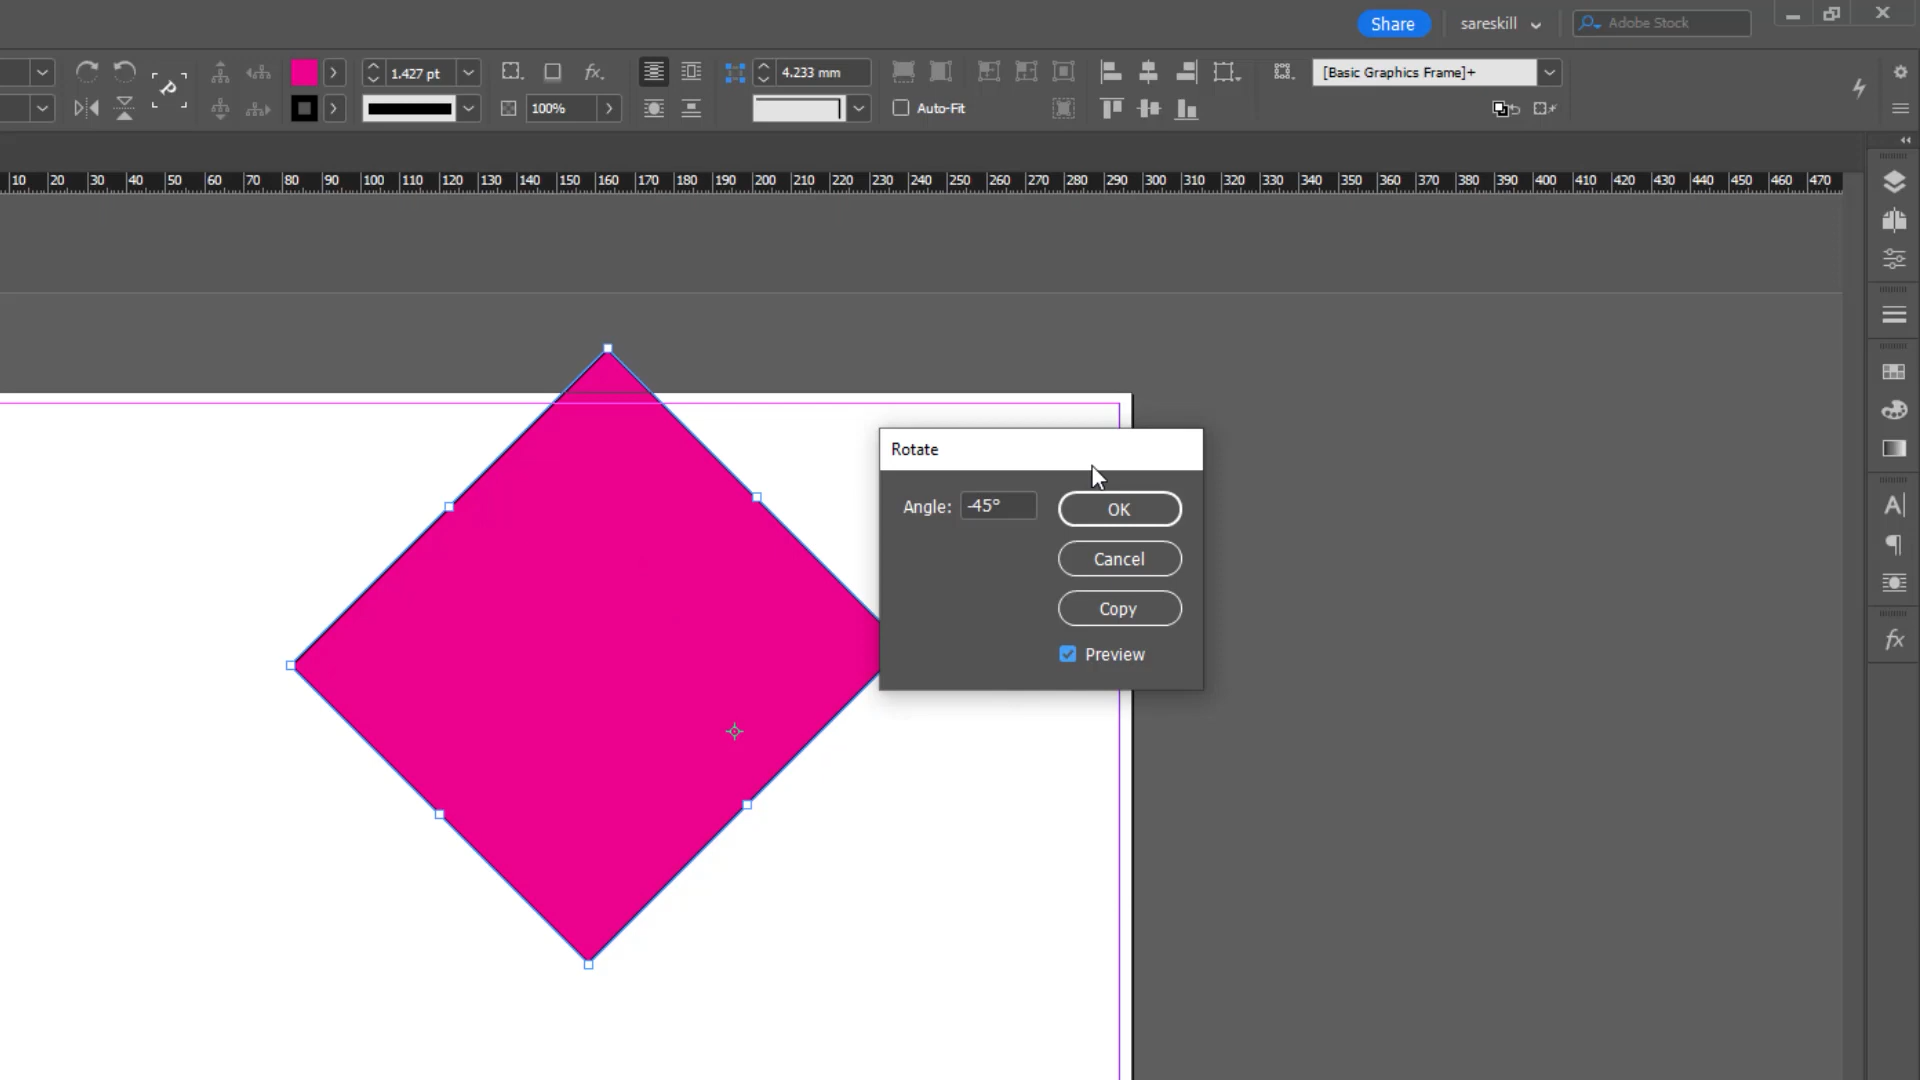 Share
sareskill
Adobe Stock
1.427 pt
fx.
4.233 mm
[Basic Graphics Frame]+
100%
Auto-Fit
10 20 30 40 50 60 70 80 90 100 110 120 130 140 150 160 170 180 190 200 210 220 230 240 250 260 270 280 290 300 310 320 330 340 350 360 370 380 390 400 410 420 430 440 450 460 470
Rotate
Angle: -45°
OK
Cancel
Copy
Preview
A
fx